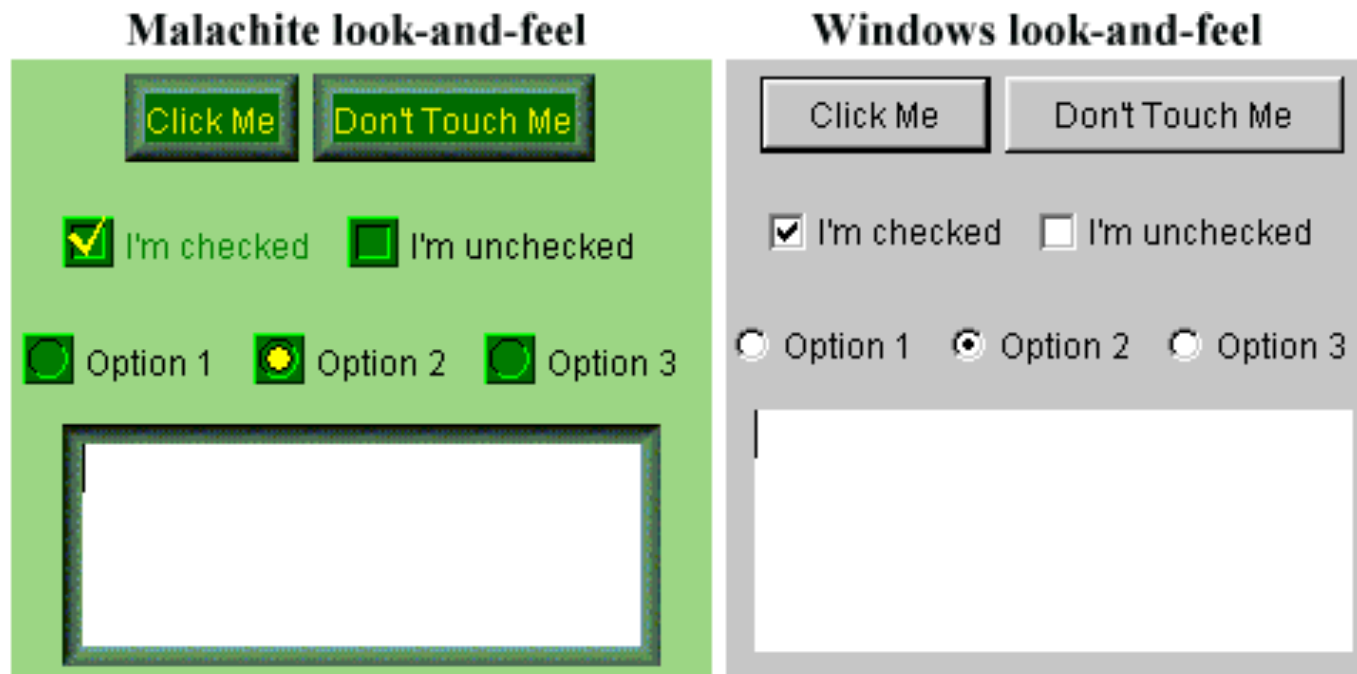 Malachite look-and-feel
Click Me Don't Touch Me
I'm checked I'm unchecked
Option 1 Option 2 Option 3
Windows look-and-feel
Click Me Don't Touch Me
I'm checked I'm unchecked
Option 1 Option 2 Option 3